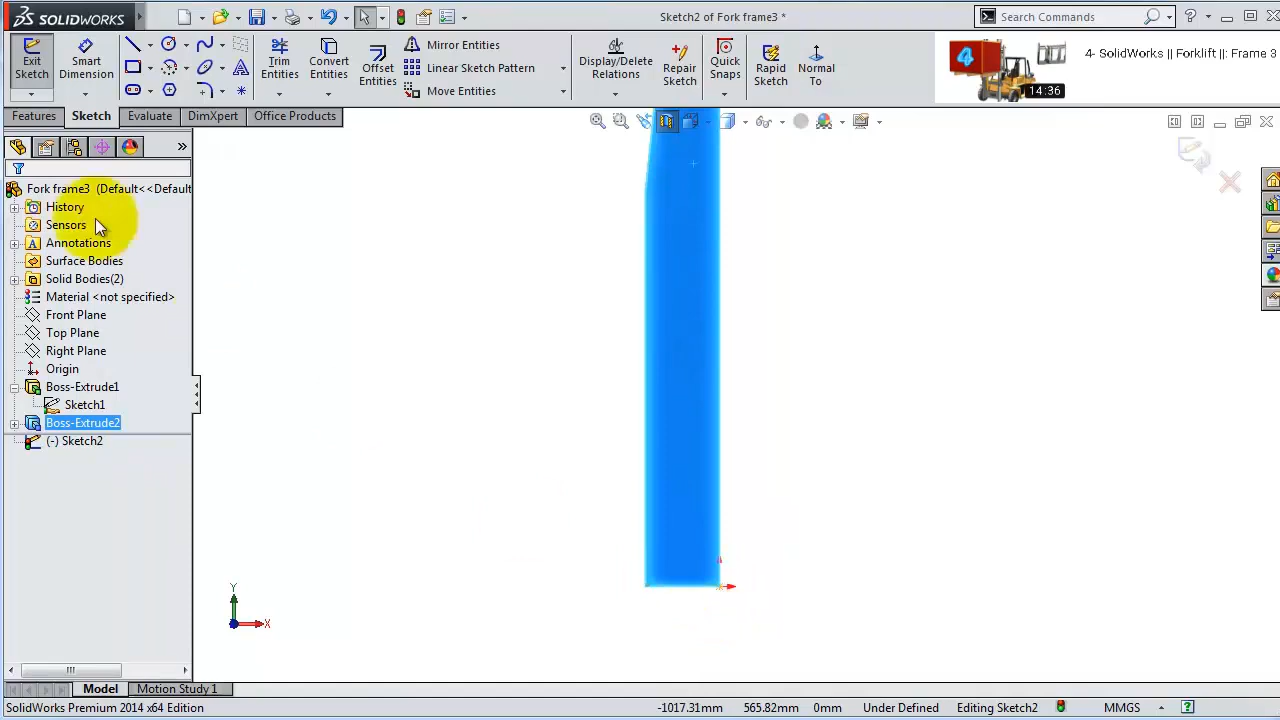 SOLIDWORKS
Sketch2 of Fork frame3 *
Search Commands
Exit Sketch
Smart Dimension
Trim Entities
Convert Entities
Offset Entities
Mirror Entities
Linear Sketch Pattern
Move Entities
Display/Delete Relations
Repair Sketch
Quick Snaps
Rapid Sketch
Normal To
4
14:36
4- SolidWorks || Forklift ||: Frame 3
Features
Sketch
Evaluate
DimXpert
Office Products
Fork frame3 (Default<<Default
History
Sensors
Annotations
Surface Bodies
Solid Bodies(2)
Material <not specified>
Front Plane
Top Plane
Right Plane
Origin
Boss-Extrude1
Sketch1
Boss-Extrude2
(-) Sketch2
Y
X
Model
Motion Study 1
SolidWorks Premium 2014 x64 Edition
-1017.31mm
565.82mm
0mm
Under Defined
Editing Sketch2
MMGS